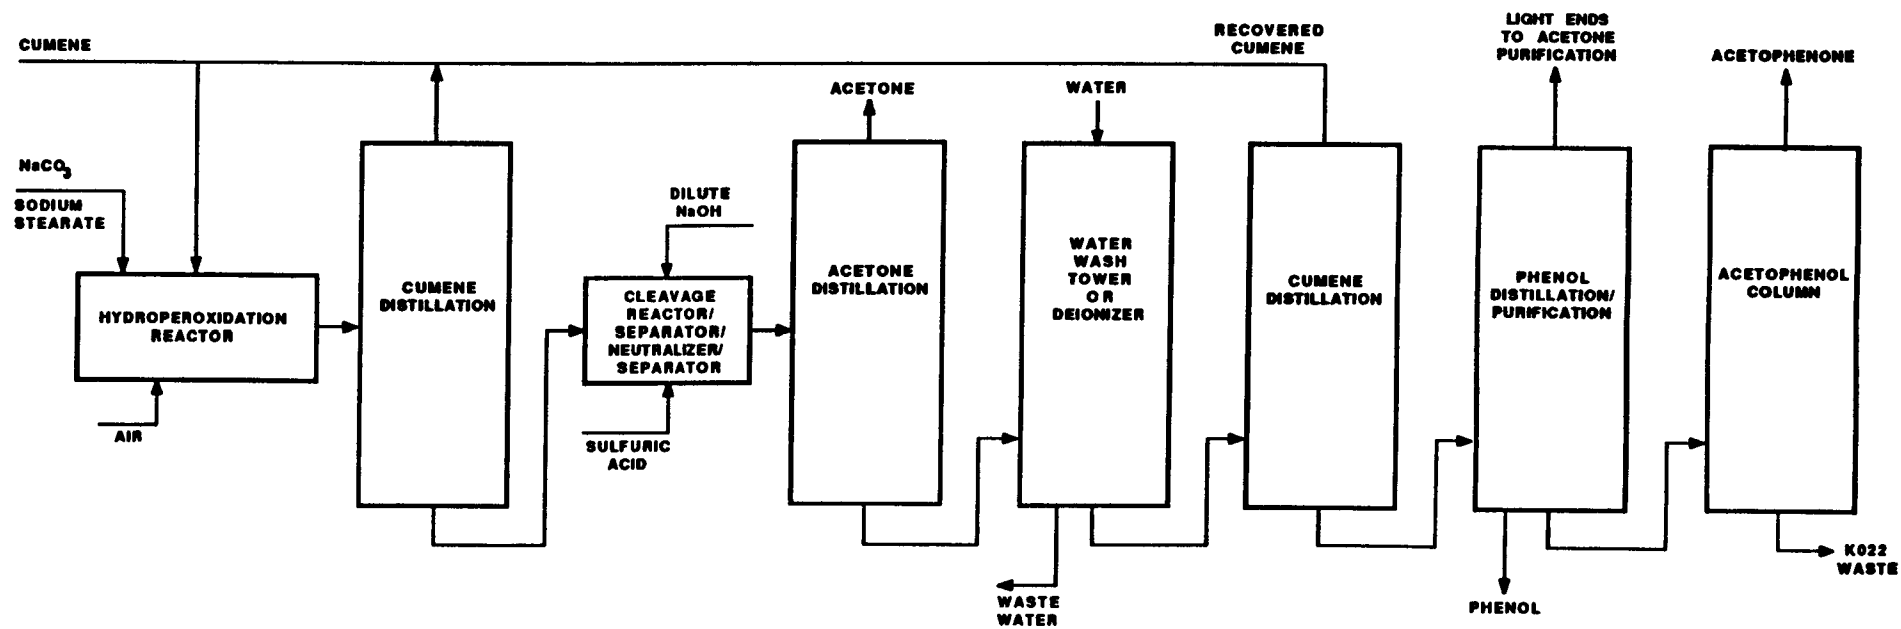 CUMENE
RECOVERED
CUMENE
LIGHT ENDS
TO ACETONE
PURIFICATION
ACETOPHENONE
ACETONE
WATER
NaCO3
SODIUM
STEARATE
DILUTE
NaOH
HYDROPEROXIDATION
REACTOR
AIR
CUMENE
DISTILLATION
CLEAVAGE
REACTOR/
SEPARATOR/
NEUTRALIZER/
SEPARATOR
SULFURIC
ACID
ACETONE
DISTILLATION
WATER
WASH
TOWER
OR
DEIONIZER
CUMENE
DISTILLATION
PHENOL
DISTILLATION/
PURIFICATION
ACETOPHENOL
COLUMN
WASTE
WATER
PHENOL
K022
WASTE